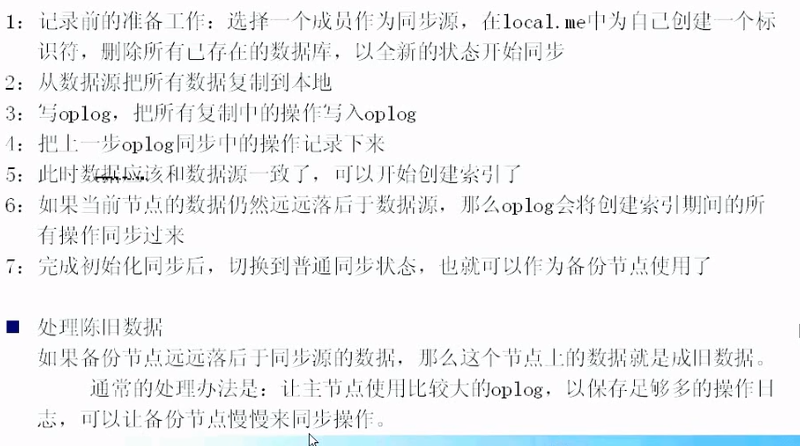 1：记录前的准备工作：选择一个成员作为同步源，在local.me中为自己创建一个标
识符，删除所有已存在的数据库，以全新的状态开始同步
2：从数据源把所有数据复制到本地
3：写oplog，把所有复制中的操作写入oplog
4：把上一步oplog同步中的操作记录下来
5：此时数据应该和数据源一致了，可以开始创建索引了
6：如果当前节点的数据仍然远远落后于数据源，那么oplog会将创建索引期间的所
有操作同步过来
7：完成初始化同步后，切换到普通同步状态，也就可以作为备份节点使用了
■ 处理陈旧数据
如果备份节点远远落后于同步源的数据，那么这个节点上的数据就是成旧数据。
通常的处理办法是：让主节点使用比较大的oplog，以保存足够多的操作日
志，可以让备份节点慢慢来同步操作。